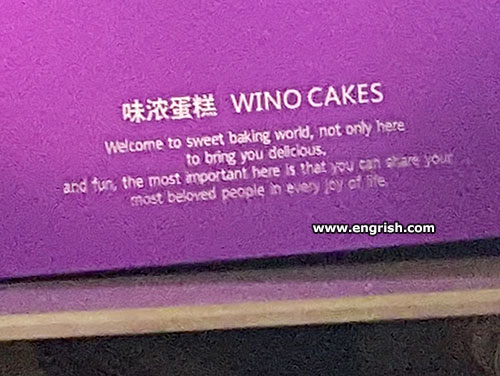 味浓蛋糕 WINO CAKES
Welcome to sweet baking world, not only here
to bring you delicious,
and fun, the most important here is that you can share your
most beloved people in every joy of life
www.engrish.com